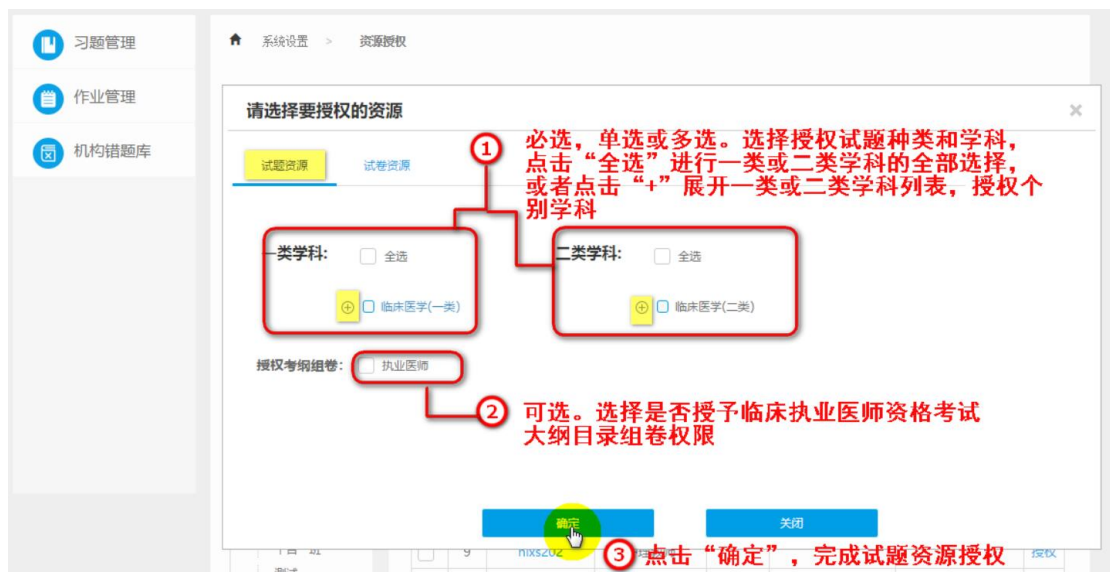 习题管理
作业管理
机构错题库
系统设置 > 资源授权
请选择要授权的资源
×
试题资源
试卷资源
1
必选，单选或多选。选择授权试题种类和学科，
点击“全选”进行一类或二类学科的全部选择，
或者点击“+”展开一类或二类学科列表，授权个
别学科
一类学科:
全选
临床医学(一类)
二类学科:
全选
临床医学(二类)
授权考纲组卷:
执业医师
2
可选。选择是否授予临床执业医师资格考试
大纲目录组卷权限
确定
关闭
3
点击“确定”，完成试题资源授权
9
nlxs202
授权
测试